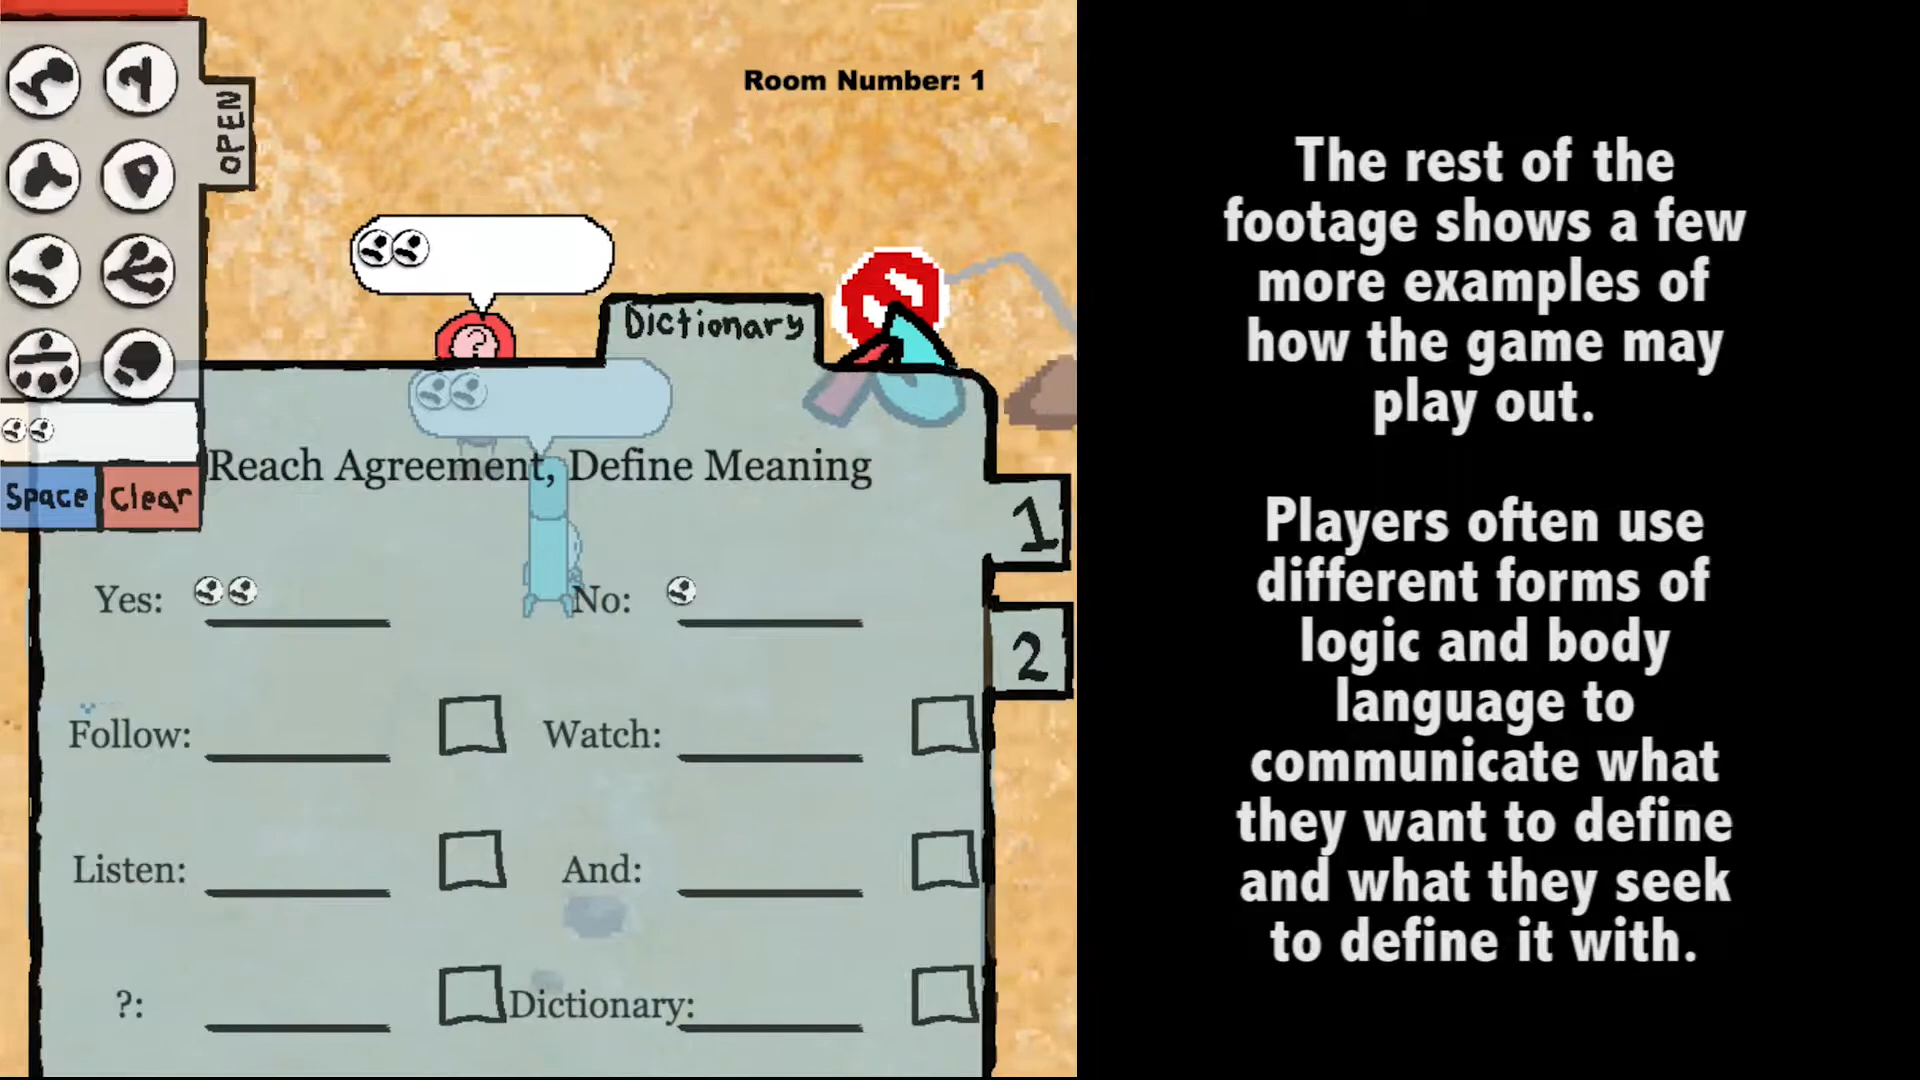 Room Number: 1
OPEN
Dictionary
Space
Clear
Reach Agreement, Define Meaning
Yes:
No:
1
2
Follow:
Watch:
Listen:
And:
?:
Dictionary:
The rest of the
footage shows a few
more examples of
how the game may
play out.
Players often use
different forms of
logic and body
language to
communicate what
they want to define
and what they seek
to define it with.